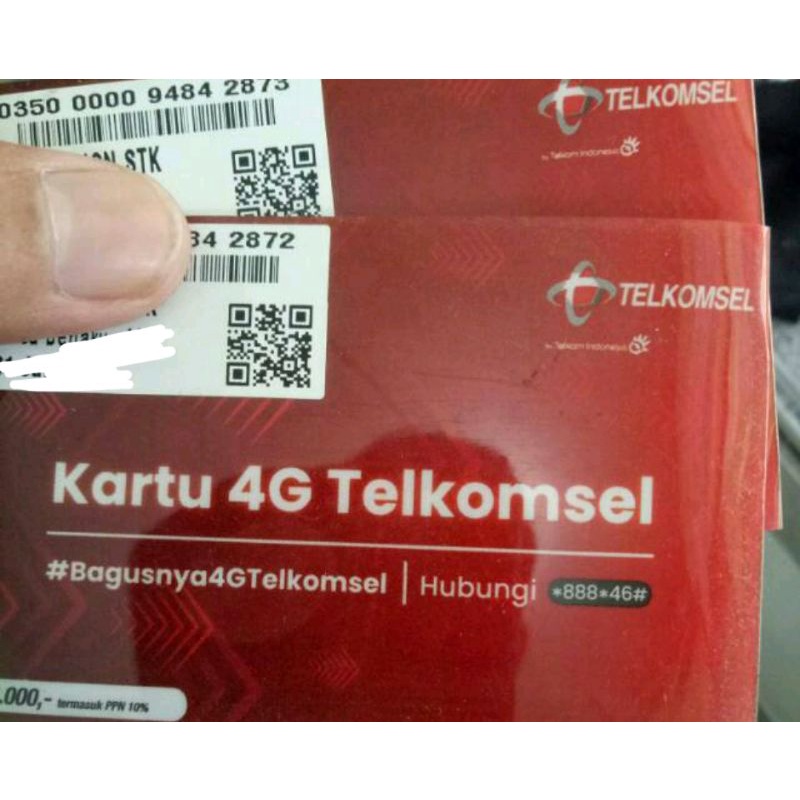 0350 0000 9484 2873
STK
TELKOMSEL
by Telkom Indonesia
84 2872
TELKOMSEL
by Telkom Indonesia
Kartu 4G Telkomsel
#Bagusnya4GTelkomsel | Hubungi *888*46#
.000,- termasuk PPN 10%